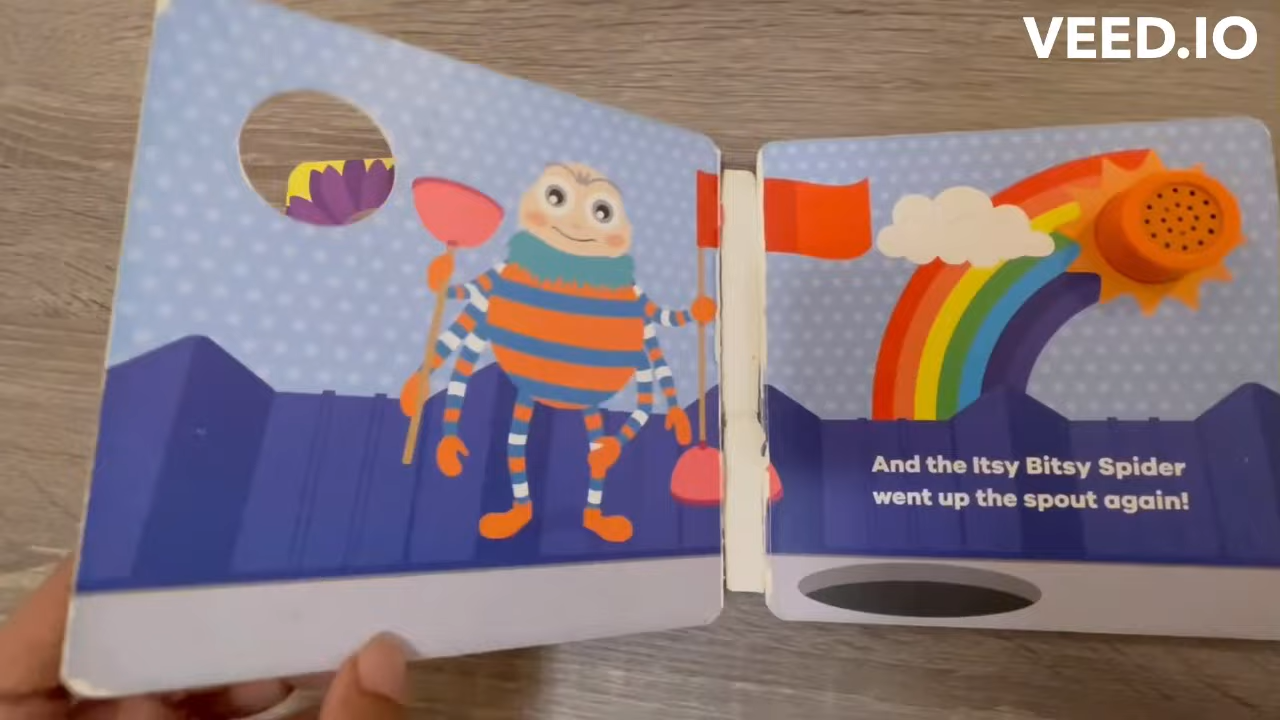 VEED.IO
And the Itsy Bitsy Spider
went up the spout again!